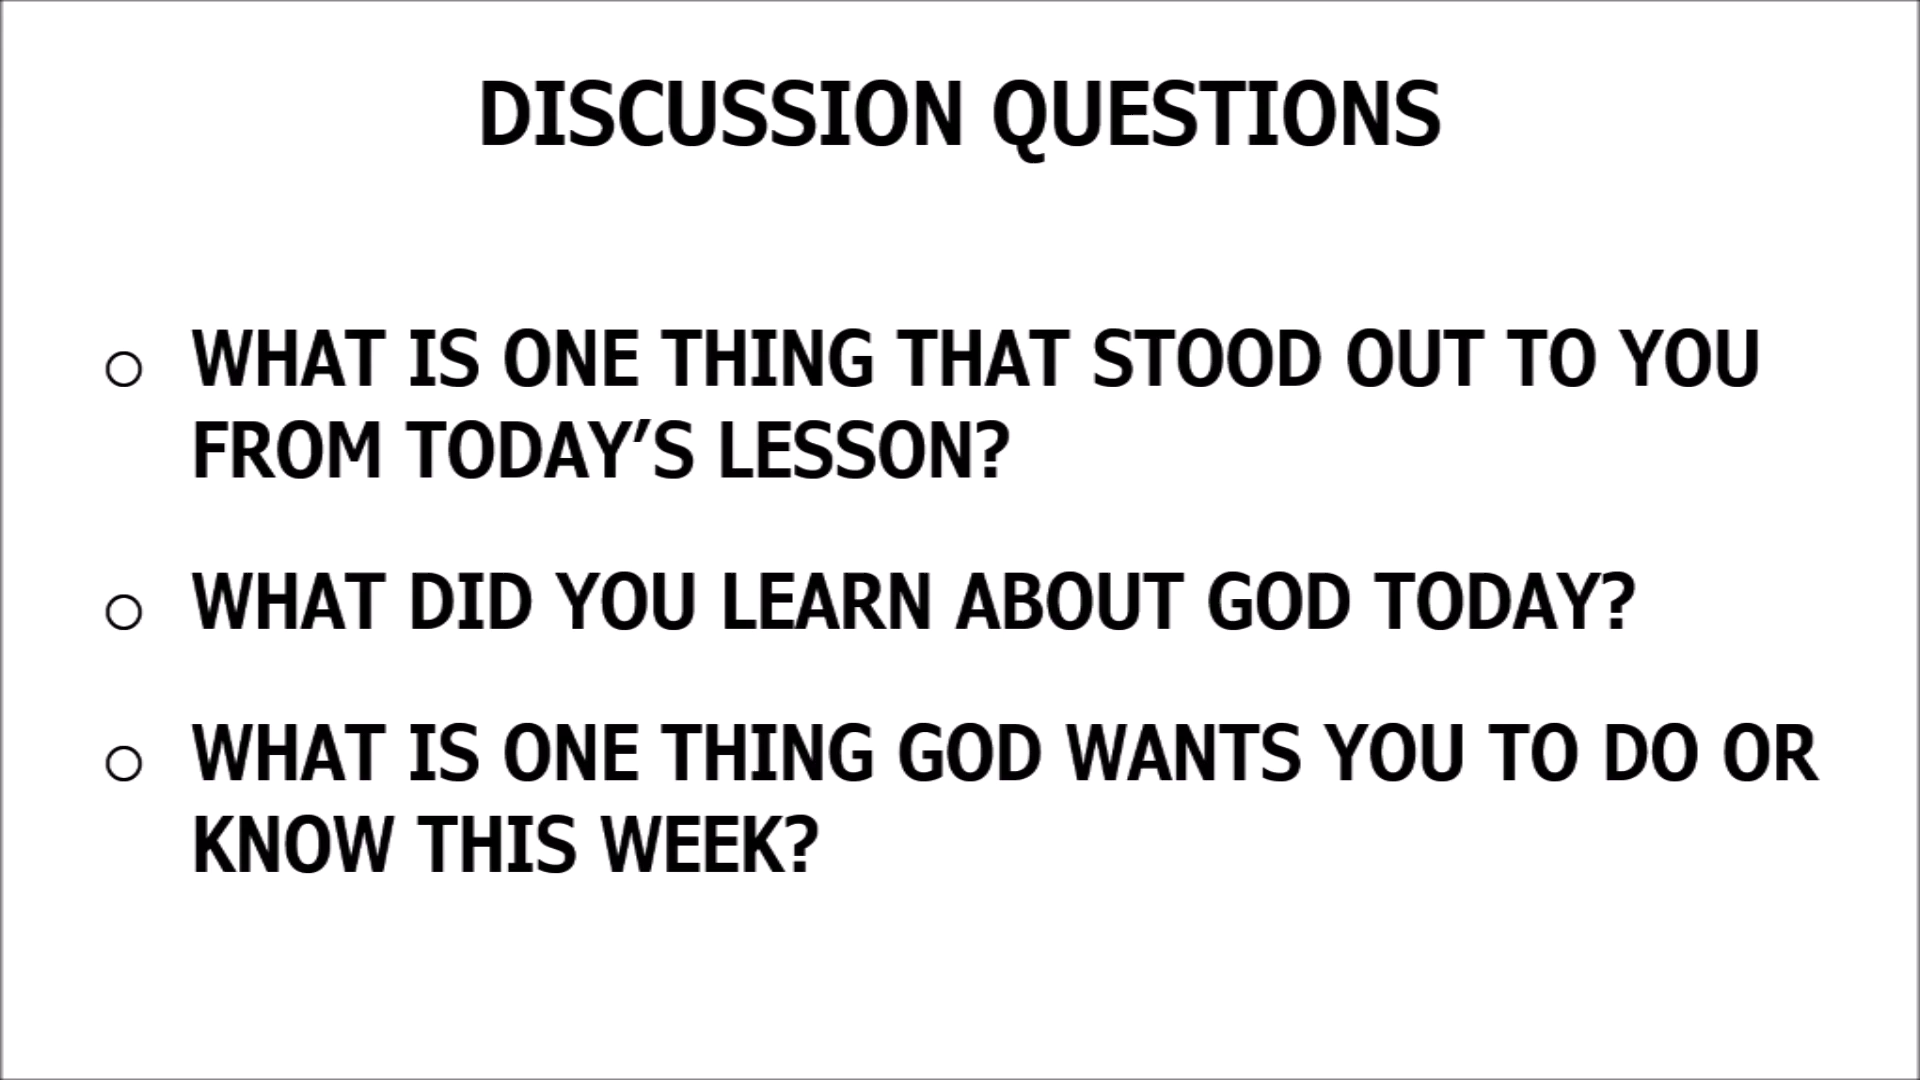 DISCUSSION QUESTIONS
○ WHAT IS ONE THING THAT STOOD OUT TO YOU
FROM TODAY’S LESSON?
○ WHAT DID YOU LEARN ABOUT GOD TODAY?
○ WHAT IS ONE THING GOD WANTS YOU TO DO OR
KNOW THIS WEEK?